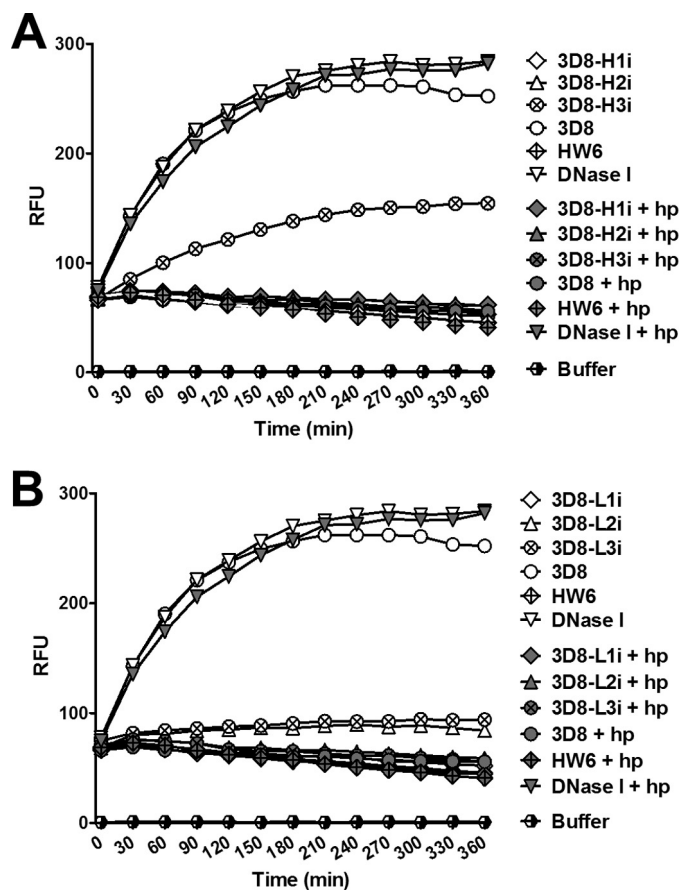 A
300
200
100
0
RFU
0 30 60 90 120 150 180 210 240 270 300 330 360
Time (min)
3D8-H1i
3D8-H2i
3D8-H3i
3D8
HW6
DNase I
3D8-H1i + hp
3D8-H2i + hp
3D8-H3i + hp
3D8 + hp
HW6 + hp
DNase I + hp
Buffer
B
300
200
100
0
RFU
0 30 60 90 120 150 180 210 240 270 300 330 360
Time (min)
3D8-L1i
3D8-L2i
3D8-L3i
3D8
HW6
DNase I
3D8-L1i + hp
3D8-L2i + hp
3D8-L3i + hp
3D8 + hp
HW6 + hp
DNase I + hp
Buffer